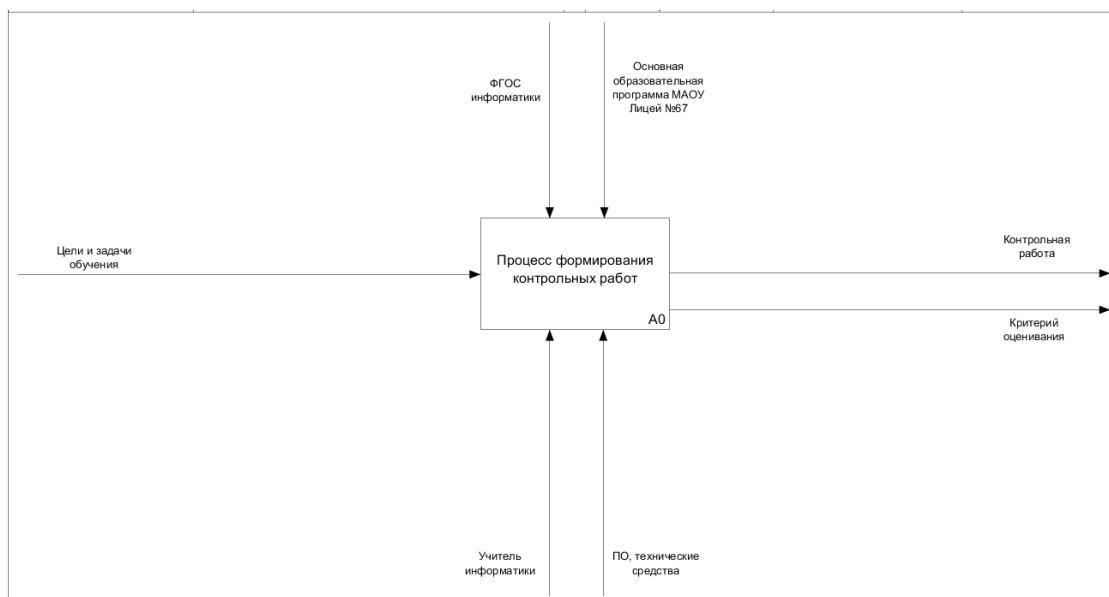 ФГОС
информатики
Основная
образовательная
программа МАОУ
Лицей №67
Цели и задачи
обучения
Процесс формирования
контрольных работ
A0
Контрольная
работа
Критерий
оценивания
Учитель
информатики
ПО, технические
средства